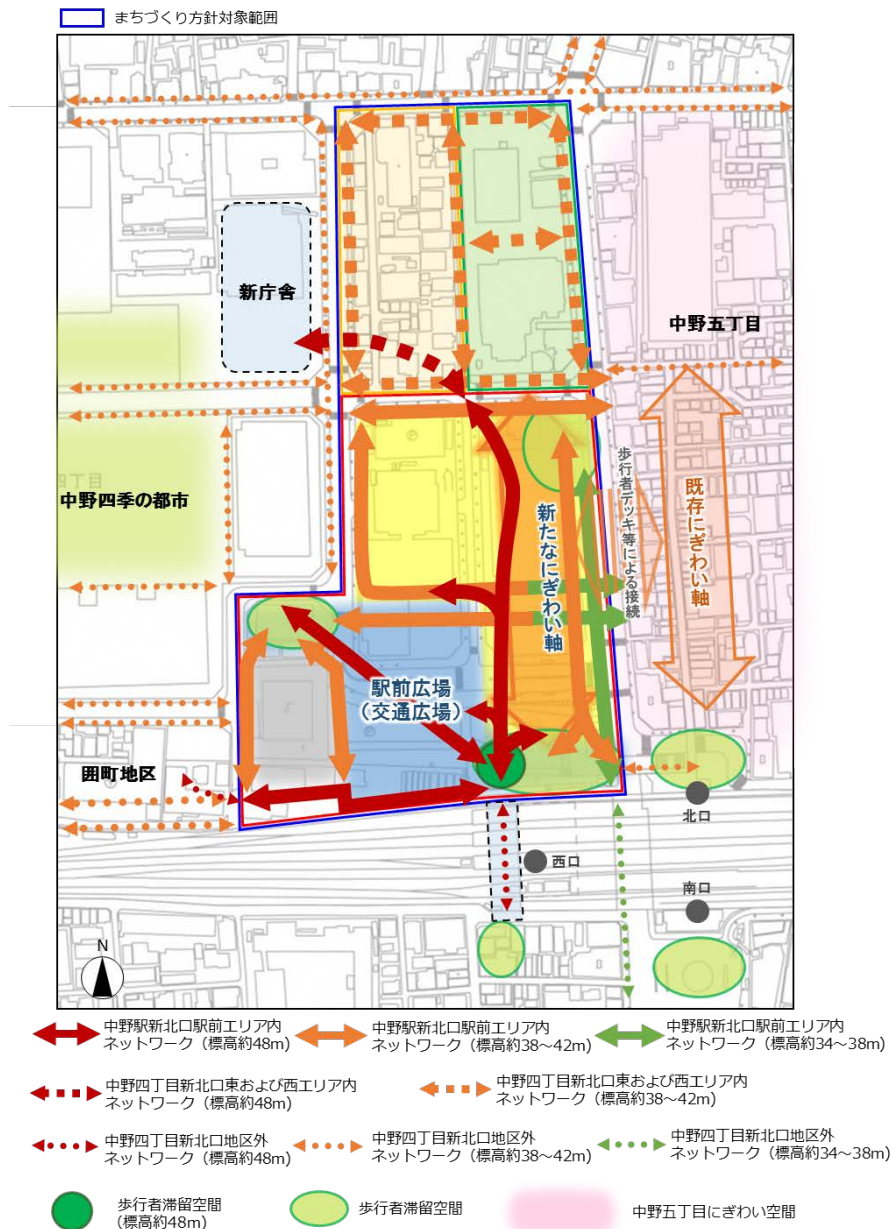 まちづくり方針対象範囲
新庁舎
中野五丁目
四丁目
中野四季の都市
歩行者デッキ等による接続
既存にぎわい軸
新たなにぎわい軸
駅前広場
（交通広場）
囲町地区
北口
西口
南口
N
中野駅新北口駅前エリア内
ネットワーク（標高約48m）
中野駅新北口駅前エリア内
ネットワーク（標高約38～42m）
中野駅新北口駅前エリア内
ネットワーク（標高約34～38m）
中野四丁目新北口東および西エリア内
ネットワーク（標高約48m）
中野四丁目新北口東および西エリア内
ネットワーク（標高約38～42m）
中野四丁目新北口地区外
ネットワーク（標高約48m）
中野四丁目新北口地区外
ネットワーク（標高約38～42m）
中野四丁目新北口地区外
ネットワーク（標高約34～38m）
歩行者滞留空間
（標高約48m）
歩行者滞留空間
中野五丁目にぎわい空間